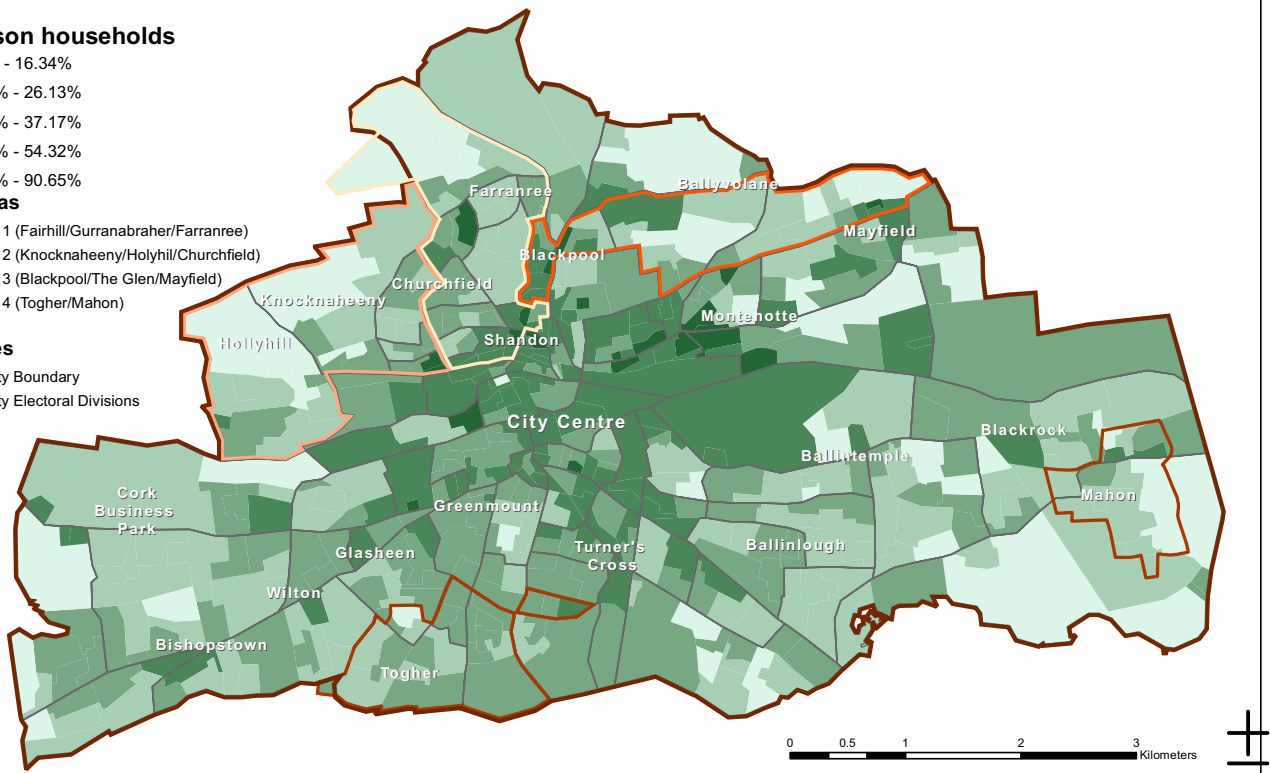 son households
- 16.34%
% - 26.13%
% - 37.17%
% - 54.32%
% - 90.65%
as
1 (Fairhill/Gurranabraher/Farranree)
2 (Knocknaheeny/Holyhil/Churchfield)
3 (Blackpool/The Glen/Mayfield)
4 (Togher/Mahon)
es
ty Boundary
ty Electoral Divisions
Farranree
Ballyvolane
Mayfield
Blackpool
Churchfield
Knocknaheeny
Hollyhill
Montenotte
Shandon
City Centre
Blackrock
Ballintemple
Mahon
Cork
Business
Park
Greenmount
Glasheen
Turner's
Cross
Ballinlough
Wilton
Bishopstown
Togher
0 0.5 1 2 3
Kilometers